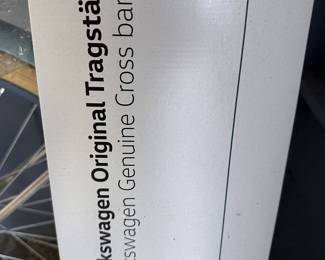 kswagen Original Tragstä
kswagen Genuine Cross bar